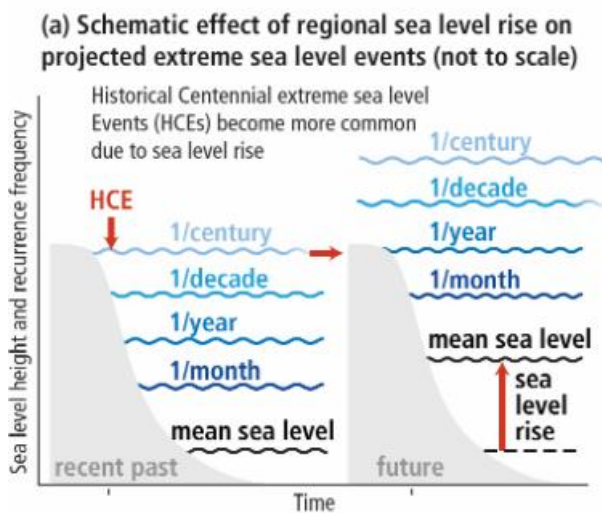 (a) Schematic effect of regional sea level rise on
projected extreme sea level events (not to scale)
Historical Centennial extreme sea level
Events (HCEs) become more common
due to sea level rise
HCE
1/century
1/decade
1/year
1/month
mean sea level
recent past
1/century
1/decade
1/year
1/month
mean sea level
sea
level
rise
future
Sea level height and recurrence frequency
Time